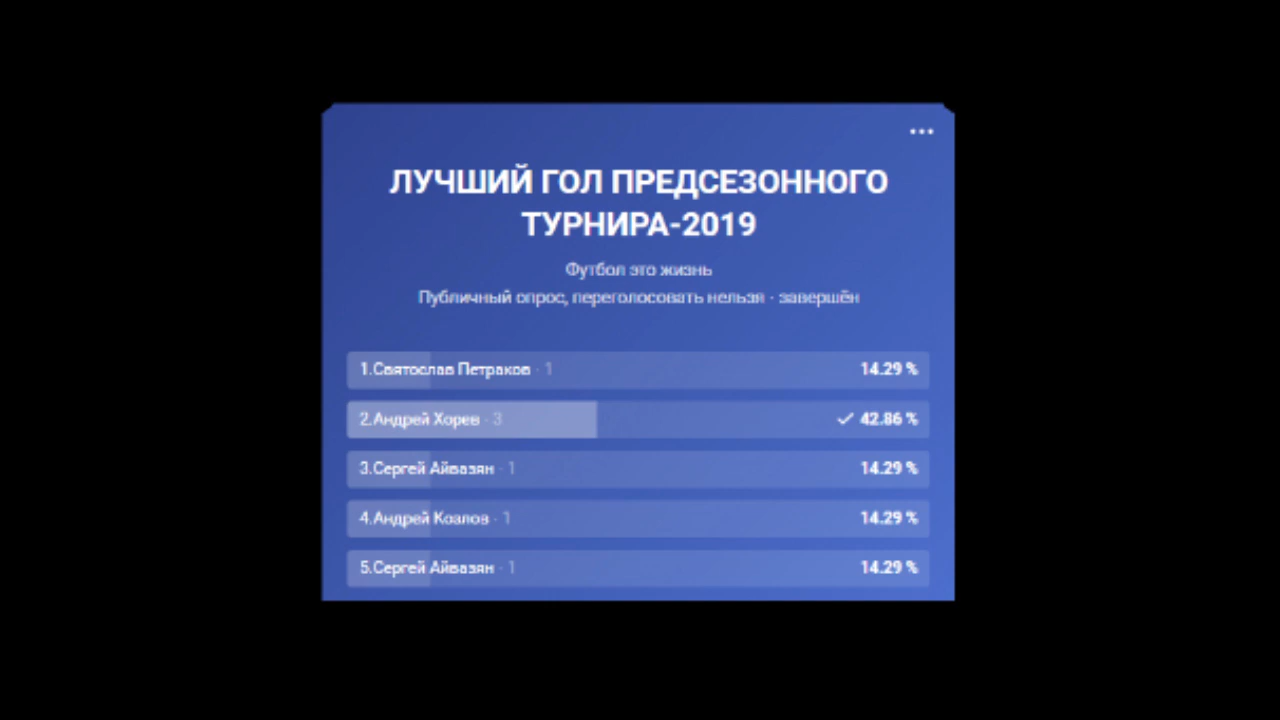 ЛУЧШИЙ ГОЛ ПРЕДСЕЗОННОГО
ТУРНИРА-2019
Футбол это жизнь
Публичный опрос, переголосовать нельзя · завершён
1.Святослав Петраков · 1 14.29 %
2.Андрей Хорев · 3 42.86 %
3.Сергей Айвазян · 1 14.29 %
4.Андрей Козлов · 1 14.29 %
5.Сергей Айвазян · 1 14.29 %